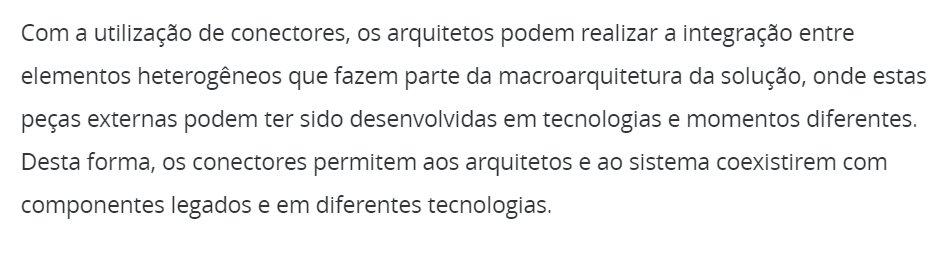 Com a utilização de conectores, os arquitetos podem realizar a integração entre
elementos heterogêneos que fazem parte da macroarquitetura da solução, onde estas
peças externas podem ter sido desenvolvidas em tecnologias e momentos diferentes.
Desta forma, os conectores permitem aos arquitetos e ao sistema coexistirem com
componentes legados e em diferentes tecnologias.